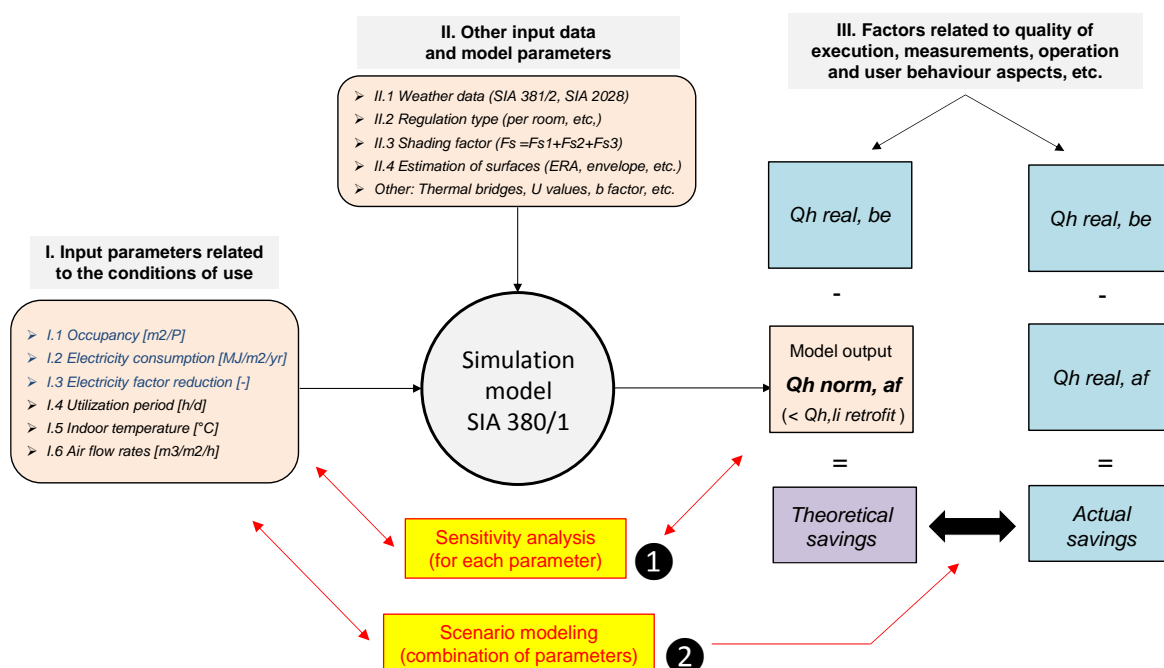 II. Other input data
and model parameters
II.1 Weather data (SIA 381/2, SIA 2028)
II.2 Regulation type (per room, etc,)
II.3 Shading factor (Fs =Fs1+Fs2+Fs3)
II.4 Estimation of surfaces (ERA, envelope, etc.)
Other: Thermal bridges, U values, b factor, etc.
III. Factors related to quality of
execution, measurements, operation
and user behaviour aspects, etc.
I. Input parameters related
to the conditions of use
I.1 Occupancy [m2/P]
I.2 Electricity consumption [MJ/m2/yr]
I.3 Electricity factor reduction [-]
I.4 Utilization period [h/d]
I.5 Indoor temperature [°C]
I.6 Air flow rates [m3/m2/h]
Simulation
model
SIA 380/1
Qh real, be
-
Model output
Qh norm, af
(< Qh,li retrofit)
=
Theoretical
savings
Qh real, be
-
Qh real, af
=
Actual
savings
Sensitivity analysis
(for each parameter)
1
Scenario modeling
(combination of parameters)
2